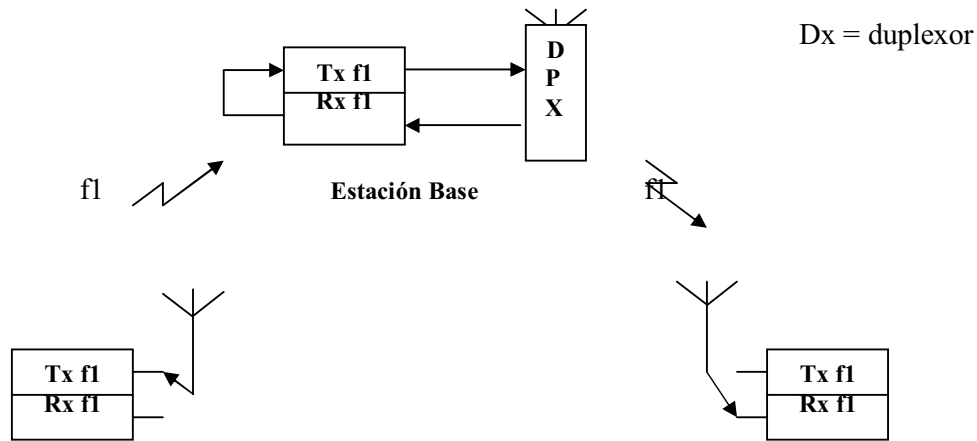 Dx = duplexor
D
P
X
Tx f1
Rx f1
f1
Estación Base
f1
Tx f1
Rx f1
Tx f1
Rx f1